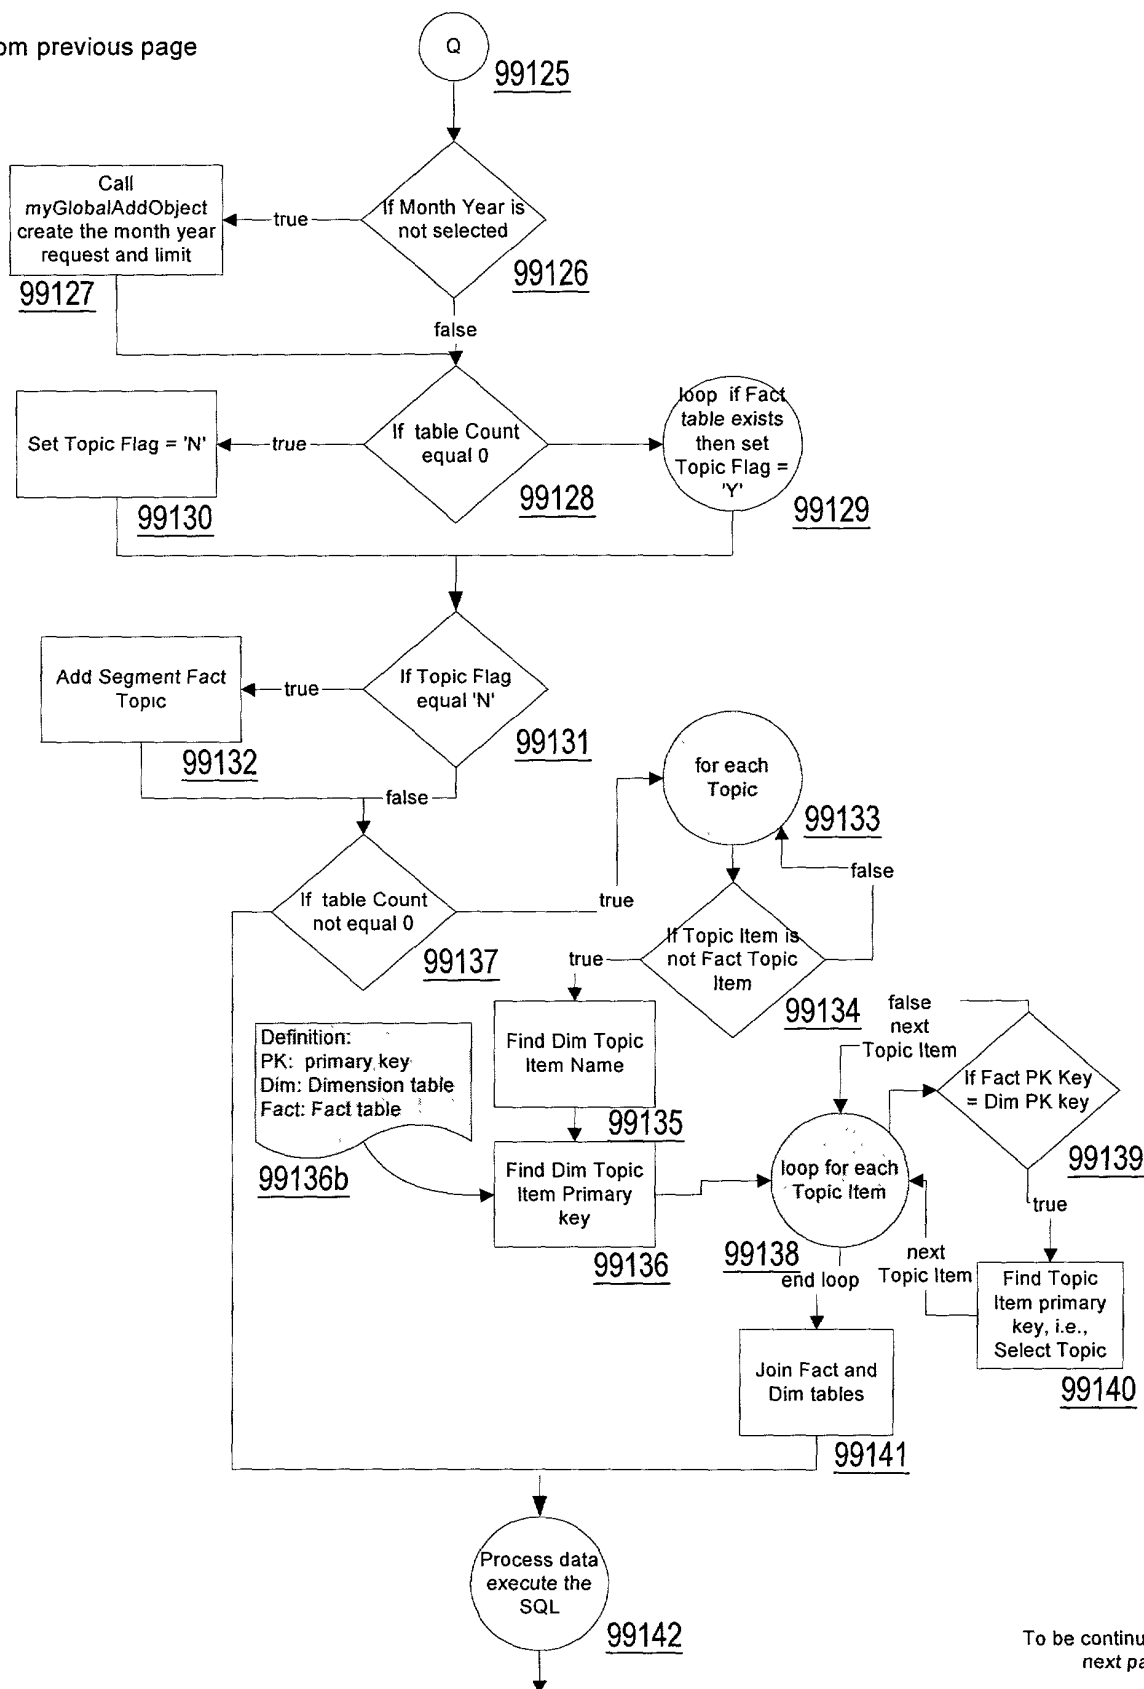 om previous page
Q
99125
Call
myGlobalAddObject
create the month year
request and limit
true
If Month Year is
not selected
99127
99126
false
Set Topic Flag = 'N'
true
If table Count
equal 0
loop if Fact
table exists
then set
Topic Flag =
'Y'
99130
99128
99129
Add Segment Fact
Topic
true
If Topic Flag
equal 'N'
99132
99131
false
for each
Topic
99133
false
If table Count
not equal 0
true
99137
If Topic Item is
not Fact Topic
Item
true
99134
Definition:
PK: primary key
Dim: Dimension table
Fact: Fact table
99136b
Find Dim Topic
Item Name
99135
Find Dim Topic
Item Primary
key
99136
false
next
Topic Item
If Fact PK Key
= Dim PK key
99139
loop for each
Topic Item
true
99138
end loop
next
Topic Item
Find Topic
Item primary
key, i.e.,
Select Topic
99140
Join Fact and
Dim tables
99141
Process data
execute the
SQL
99142
To be continu
next pa